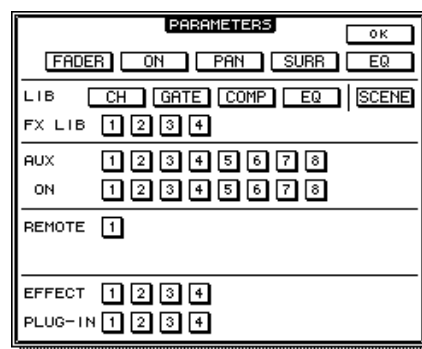 PARAMETERS
OK
FADER ON PAN SURR EQ
LIB CH GATE COMP EQ SCENE
FX LIB 1 2 3 4
AUX 1 2 3 4 5 6 7 8
ON 1 2 3 4 5 6 7 8
REMOTE 1
EFFECT 1 2 3 4
PLUG-IN 1 2 3 4